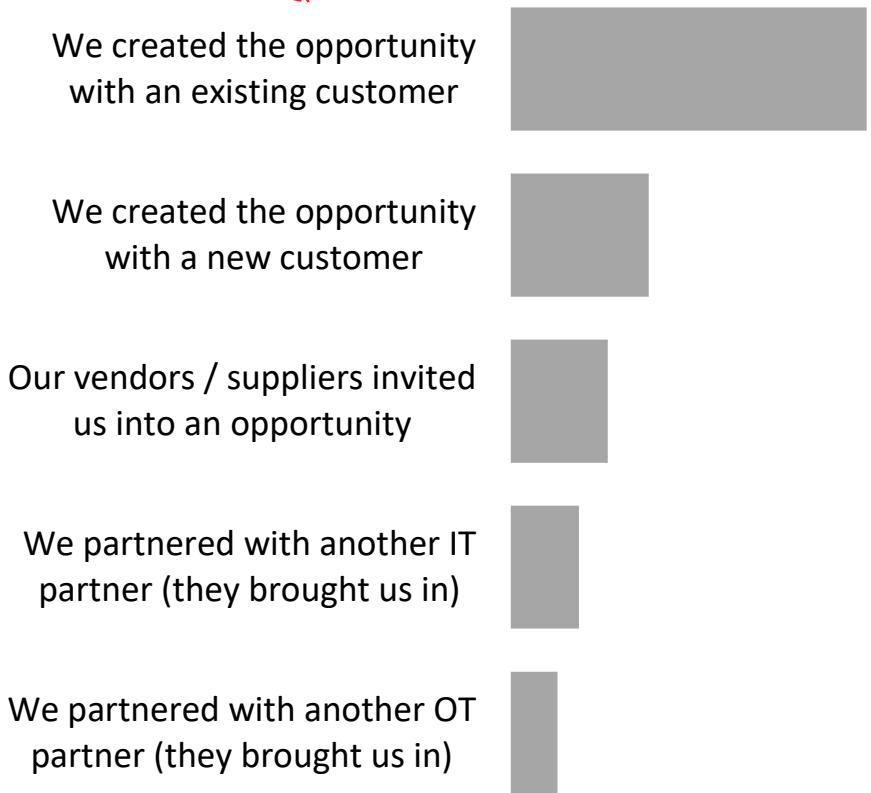 We created the opportunity
with an existing customer
We created the opportunity
with a new customer
Our vendors / suppliers invited
us into an opportunity
We partnered with another IT
partner (they brought us in)
We partnered with another OT
partner (they brought us in)